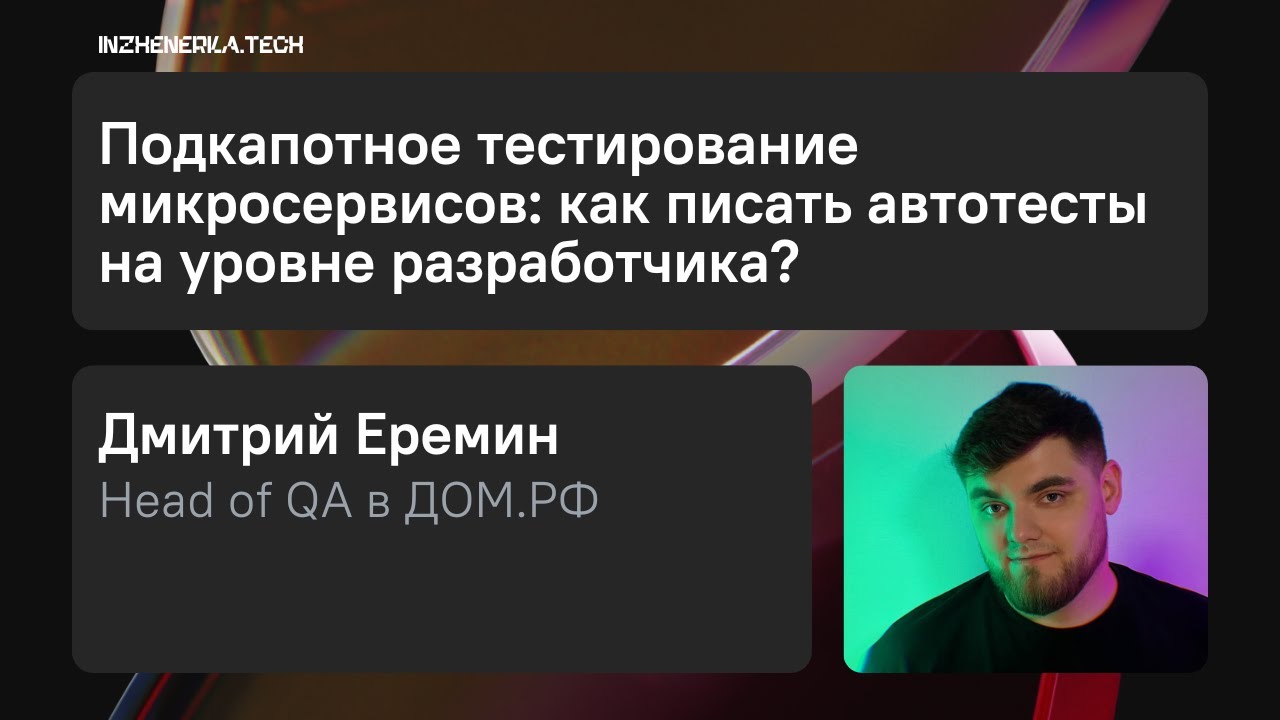 INZHENERKA.TECH
Подкапотное тестирование
микросервисов: как писать автотесты
на уровне разработчика?
Дмитрий Еремин
Head of QA в ДОМ.РФ